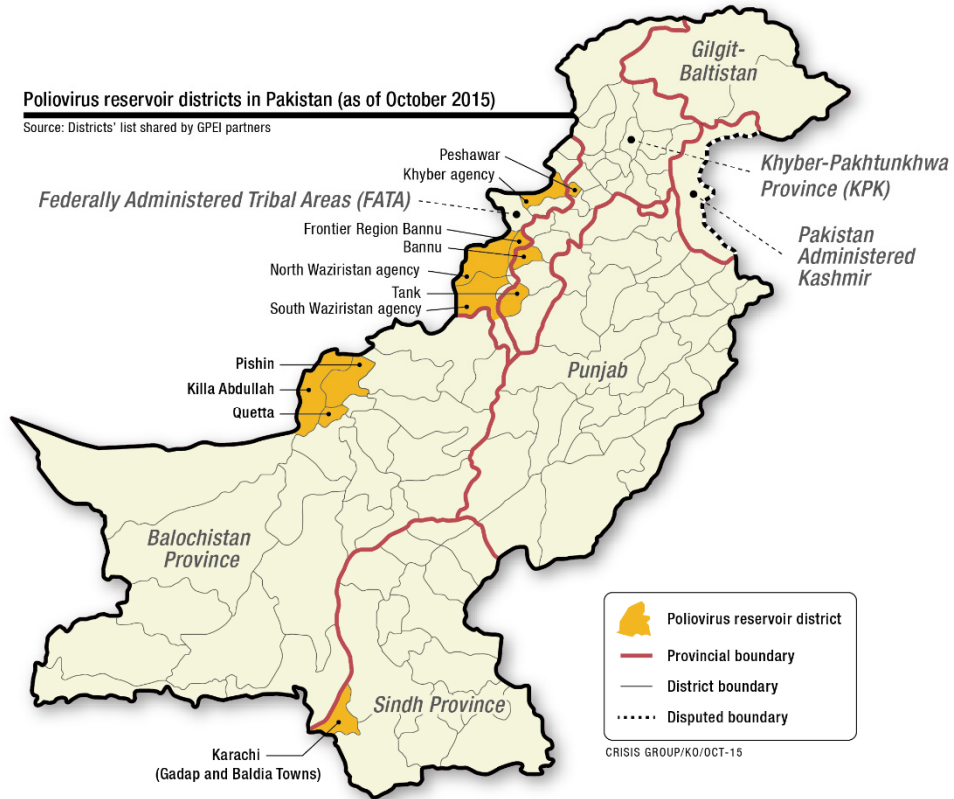 Poliovirus reservoir districts in Pakistan (as of October 2015)
Source: Districts' list shared by GPEI partners
Gilgit-
Baltistan
Peshawar
Khyber agency
Khyber-Pakhtunkhwa
Province (KPK)
Federally Administered Tribal Areas (FATA)
Frontier Region Bannu
Bannu
Pakistan
Administered
Kashmir
North Waziristan agency
Tank
South Waziristan agency
Pishin
Killa Abdullah
Quetta
Punjab
Balochistan
Province
Sindh Province
Karachi
(Gadap and Baldia Towns)
Poliovirus reservoir district
Provincial boundary
District boundary
Disputed boundary
CRISIS GROUP/KO/OCT-15